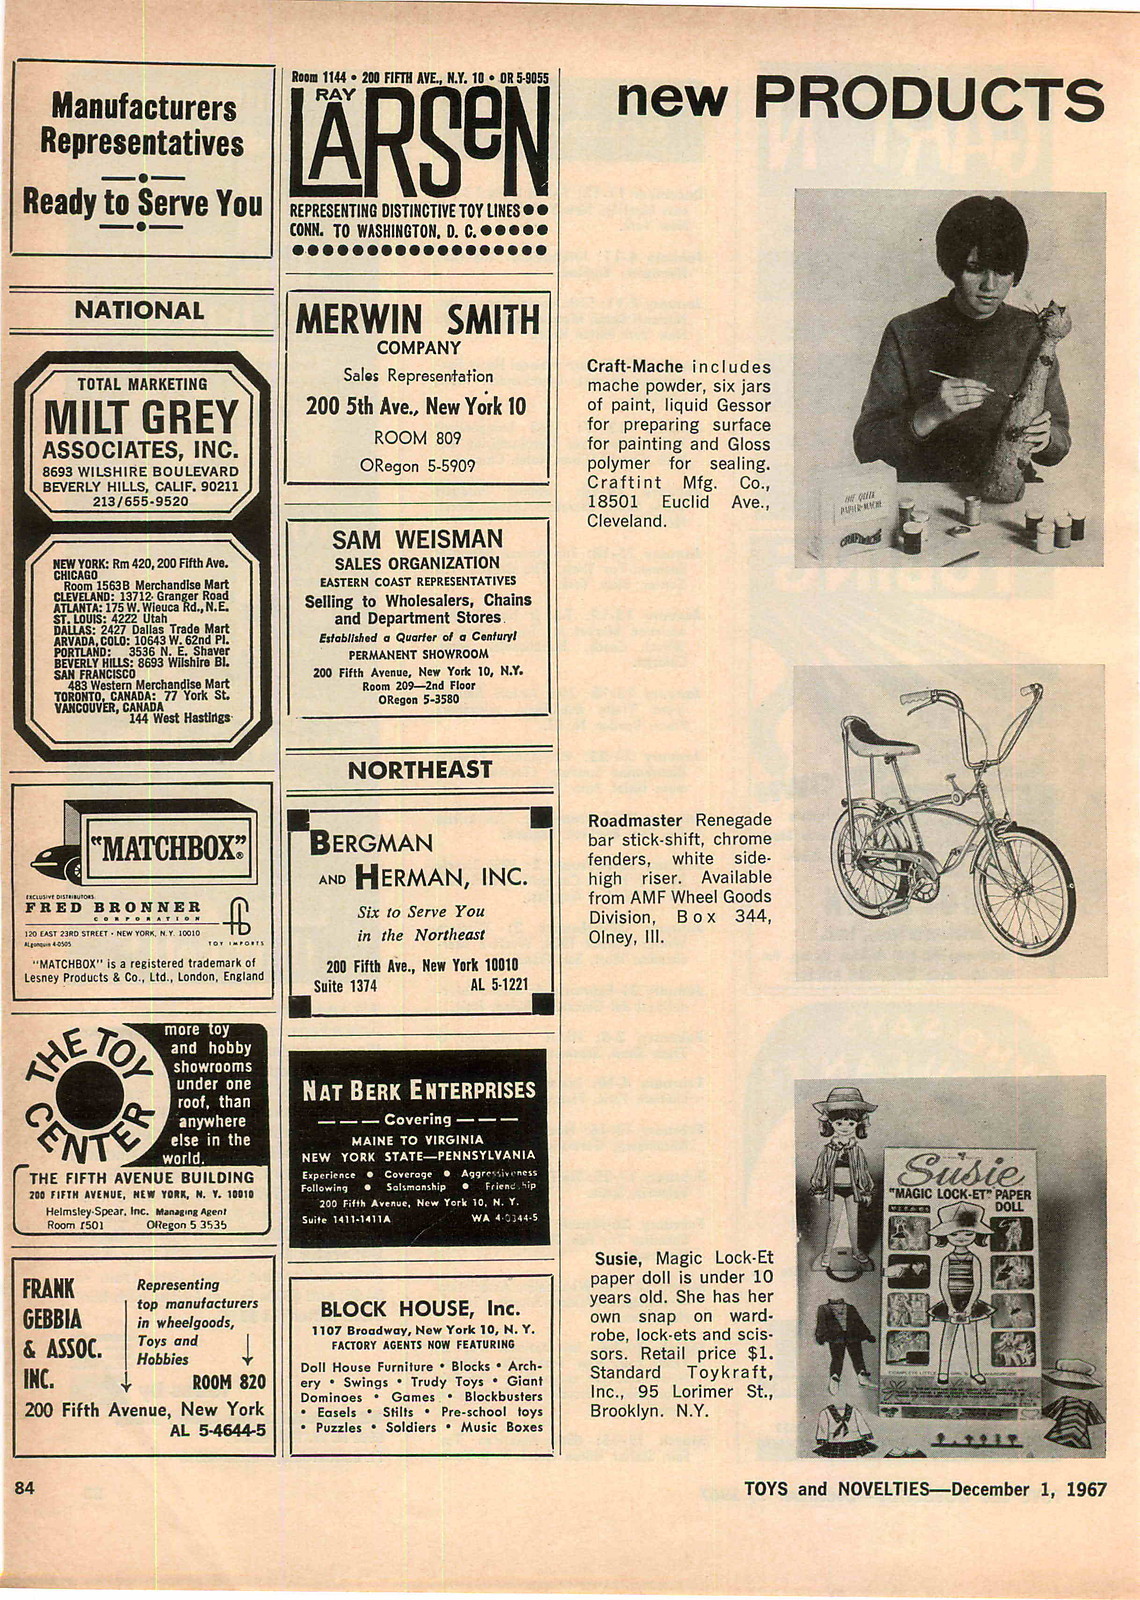 Manufacturers
Representatives
Ready to Serve You
NATIONAL
TOTAL MARKETING
MILT GREY
ASSOCIATES, INC.
8693 WILSHIRE BOULEVARD
BEVERLY HILLS, CALIF. 90211
213/655-9520
NEW YORK: Rm 420, 200 Fifth Ave.
CHICAGO
Room 1563B Merchandise Mart
CLEVELAND: 13712 Granger Road
ATLANTA: 175 W. Wieuca Rd., N.E.
ST. LOUIS: 4222 Utah
DALLAS: 2427 Dallas Trade Mart
ARVADA, COLO: 10643 W. 62nd Pl.
PORTLAND: 3536 N. E. Shaver
BEVERLY HILLS: 8693 Wilshire Bl.
SAN FRANCISCO
483 Western Merchandise Mart
TORONTO, CANADA: 77 York St.
VANCOUVER, CANADA
144 West Hastings
"MATCHBOX"®
EXCLUSIVE DISTRIBUTORS
FRED BRONNER
CORPORATION
120 EAST 23RD STREET • NEW YORK, N. Y. 10010
ALgonquin 4-0505
TOY IMPORTS
"MATCHBOX" is a registered trademark of
Lesney Products & Co., Ltd., London, England
THE TOY
CENTER
more toy
and hobby
showrooms
under one
roof, than
anywhere
else in the
world.
THE FIFTH AVENUE BUILDING
200 FIFTH AVENUE, NEW YORK, N. Y. 10010
Helmsley-Spear, Inc. Managing Agent
Room 1501 ORegon 5 3535
FRANK
GEBBIA
& ASSOC.
INC.
Representing
top manufacturers
in wheelgoods,
Toys and
Hobbies
ROOM 820
200 Fifth Avenue, New York
AL 5-4644-5
84
Room 1144 • 200 FIFTH AVE., N.Y. 10 • OR 5-9055
RAY
LARSeN
REPRESENTING DISTINCTIVE TOY LINES
CONN. TO WASHINGTON, D. C.
MERWIN SMITH
COMPANY
Sales Representation
200 5th Ave., New York 10
ROOM 809
ORegon 5-5909
SAM WEISMAN
SALES ORGANIZATION
EASTERN COAST REPRESENTATIVES
Selling to Wholesalers, Chains
and Department Stores
Established a Quarter of a Century!
PERMANENT SHOWROOM
200 Fifth Avenue, New York 10, N.Y.
Room 209—2nd Floor
ORegon 5-3580
NORTHEAST
BERGMAN
AND HERMAN, INC.
Six to Serve You
in the Northeast
200 Fifth Ave., New York 10010
Suite 1374 AL 5-1221
NAT BERK ENTERPRISES
— — — Covering — — —
MAINE TO VIRGINIA
NEW YORK STATE—PENNSYLVANIA
Experience • Coverage • Aggressiveness
Following • Salsmanship • Friendship
200 Fifth Avenue, New York 10, N. Y.
Suite 1411-1411A WA 4-0344-5
BLOCK HOUSE, Inc.
1107 Broadway, New York 10, N. Y.
FACTORY AGENTS NOW FEATURING
Doll House Furniture • Blocks • Arch-
ery • Swings • Trudy Toys • Giant
Dominoes • Games • Blockbusters
• Easels • Stilts • Pre-school toys
• Puzzles • Soldiers • Music Boxes
new PRODUCTS
Craft-Mache includes
mache powder, six jars
of paint, liquid Gessor
for preparing surface
for painting and Gloss
polymer for sealing.
Craftint Mfg. Co.,
18501 Euclid Ave.,
Cleveland.
Roadmaster Renegade
bar stick-shift, chrome
fenders, white side-
high riser. Available
from AMF Wheel Goods
Division, Box 344,
Olney, Ill.
Susie, Magic Lock-Et
paper doll is under 10
years old. She has her
own snap on ward-
robe, lock-ets and scis-
sors. Retail price $1.
Standard Toykraft,
Inc., 95 Lorimer St.,
Brooklyn. N.Y.
Susie
"MAGIC LOCK-ET" PAPER
DOLL
TOYS and NOVELTIES—December 1, 1967